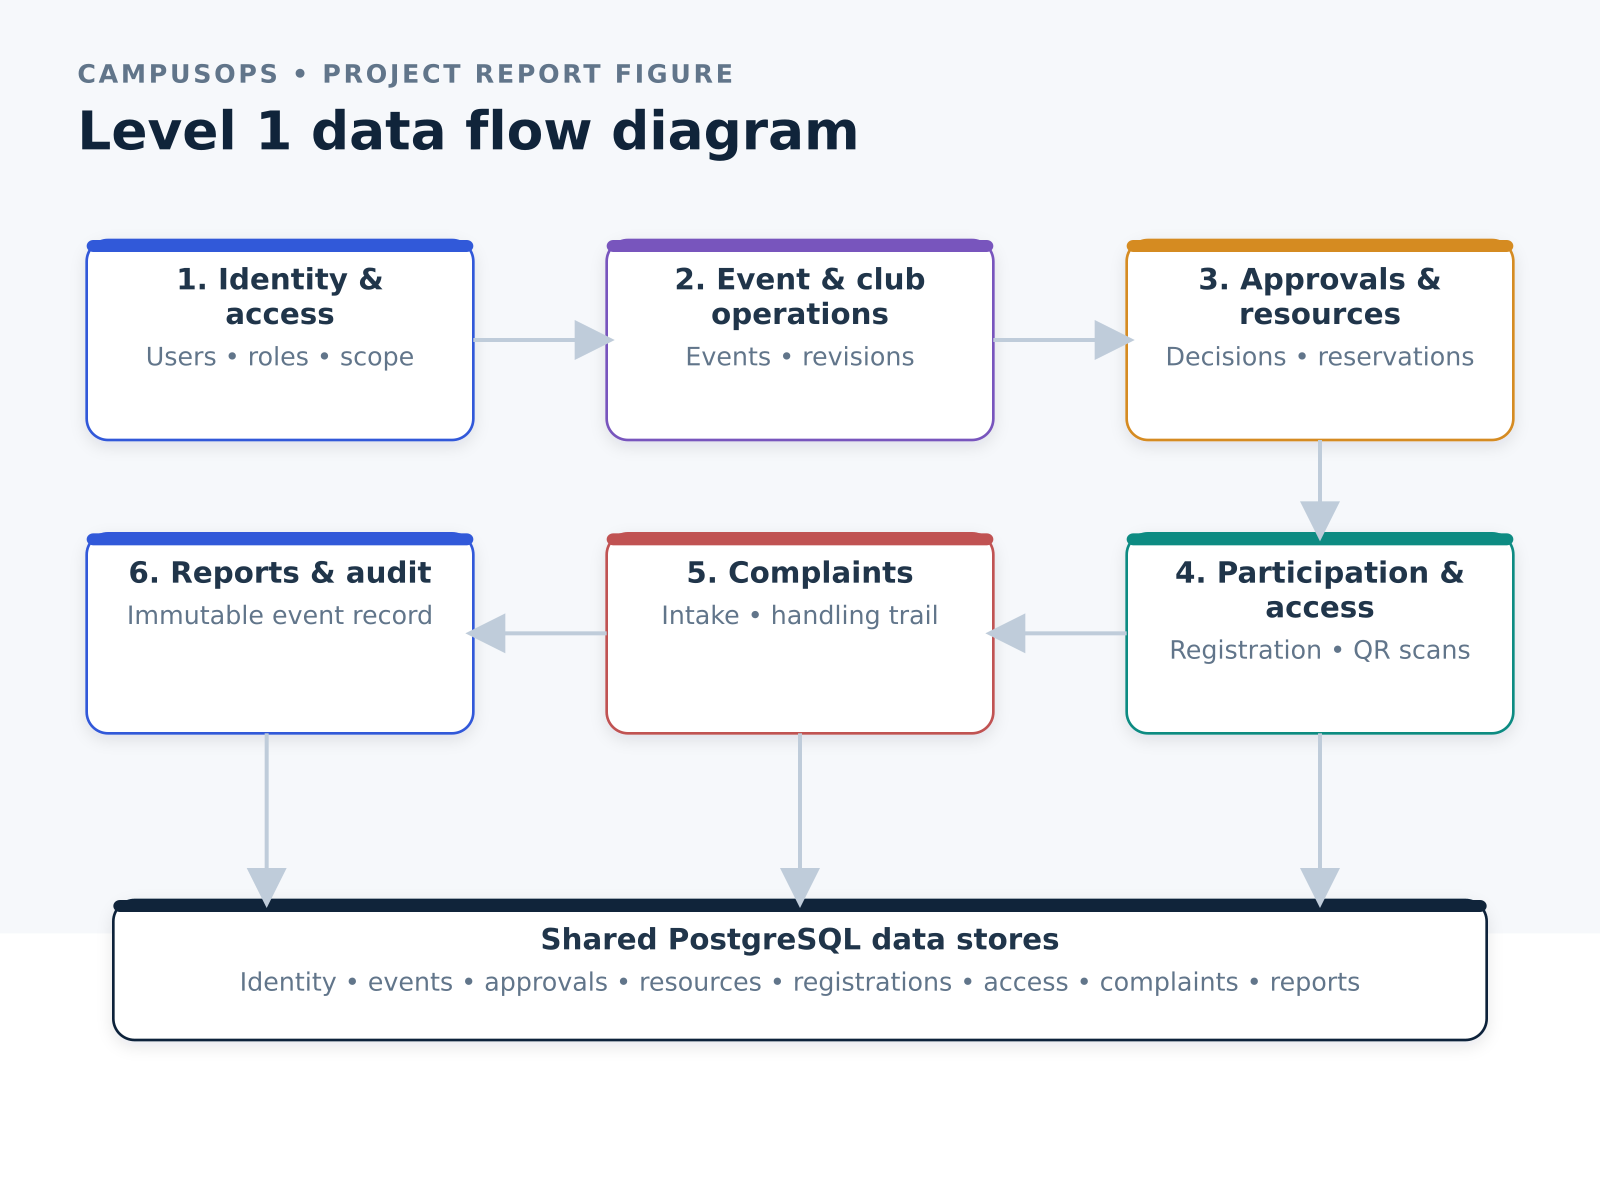 CAMPUSOPS • PROJECT REPORT FIGURE
Level 1 data flow diagram
1. Identity &
access
Users • roles • scope
2. Event & club
operations
Events • revisions
3. Approvals &
resources
Decisions • reservations
6. Reports & audit
Immutable event record
5. Complaints
Intake • handling trail
4. Participation &
access
Registration • QR scans
Shared PostgreSQL data stores
Identity • events • approvals • resources • registrations • access • complaints • reports